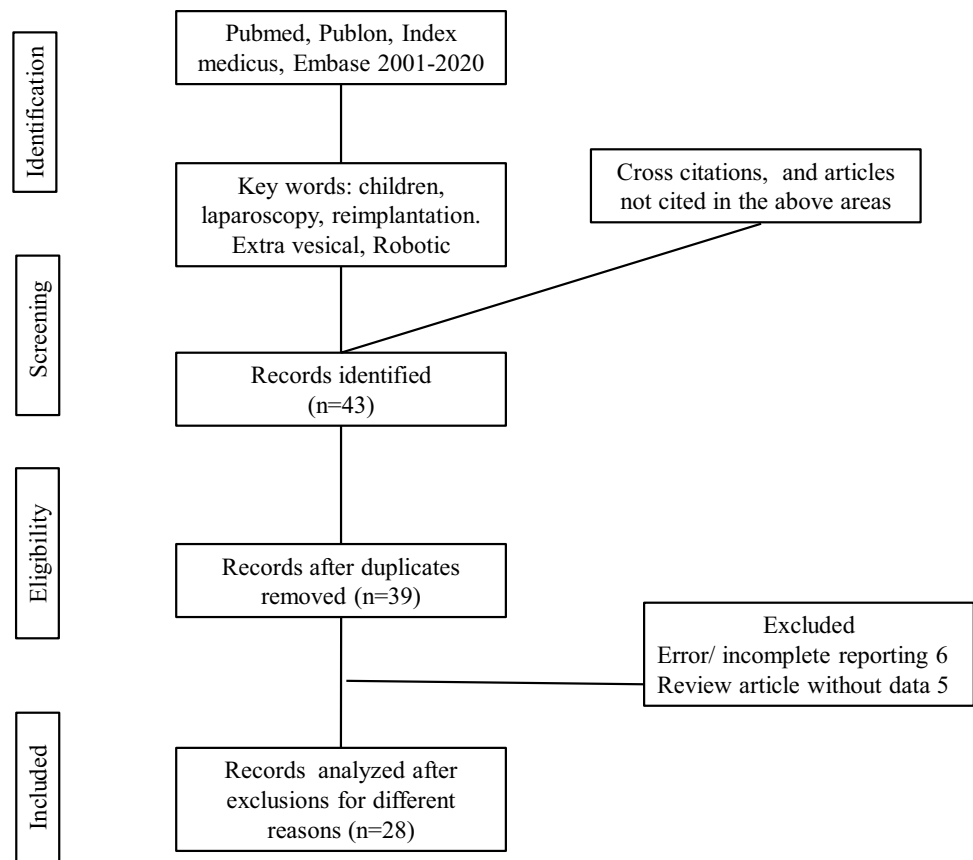 Identification
Pubmed, Publon, Index
medicus, Embase 2001-2020
Key words: children,
laparoscopy, reimplantation.
Extra vesical, Robotic
Cross citations, and articles
not cited in the above areas
Screening
Records identified
(n=43)
Eligibility
Records after duplicates
removed (n=39)
Excluded
Error/ incomplete reporting 6
Review article without data 5
Included
Records analyzed after
exclusions for different
reasons (n=28)